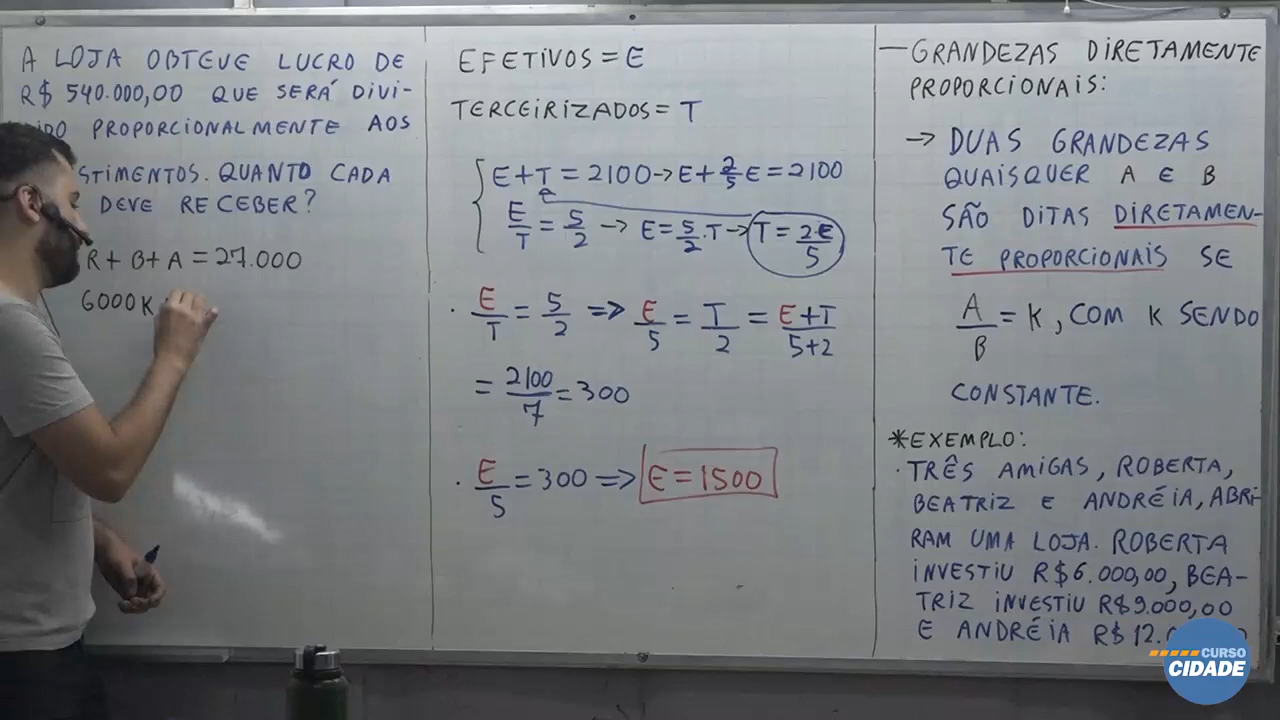 A LOJA OBTEVE LUCRO DE
R$ 540.000,00 QUE SERÁ DIVI-
PROPORCIONALMENTE AOS
STIMENTOS. QUANTO CADA
DEVE RECEBER?
R + B + A = 27.000
6000K
EFETIVOS = E
TERCEIRIZADOS = T
E + T = 2100 → E + 2/5 E = 2100
E/T = 5/2 → E = 5/2 . T → T = 2.E/5
. E/T = 5/2 => E/5 = T/2 = E+T/5+2
= 2100/7 = 300
. E/5 = 300 => E = 1500
— GRANDEZAS DIRETAMENTE
PROPORCIONAIS:
→ DUAS GRANDEZAS
QUAISQUER A E B
SÃO DITAS DIRETAMEN-
TE PROPORCIONAIS SE
A/B = K, COM K SENDO
CONSTANTE.
*EXEMPLO:
. TRÊS AMIGAS, ROBERTA,
BEATRIZ E ANDRÉIA, ABRI-
RAM UMA LOJA. ROBERTA
INVESTIU R$6.000,00, BEA-
TRIZ INVESTIU R$9.000,00
E ANDRÉIA R$12.
CURSO
CIDADE